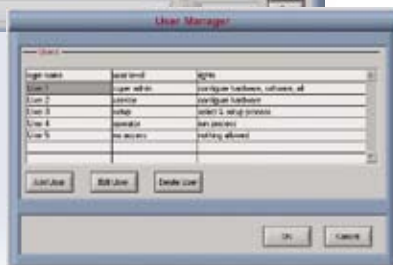 User Manager
Users
login name user level rights
User 1 super admin configure hardware, software, all
User 2 service configure hardware
User 3 setup select & setup process
User 4 operator run process
User 5 no access nothing allowed
Add User Edit User Delete User
OK Cancel